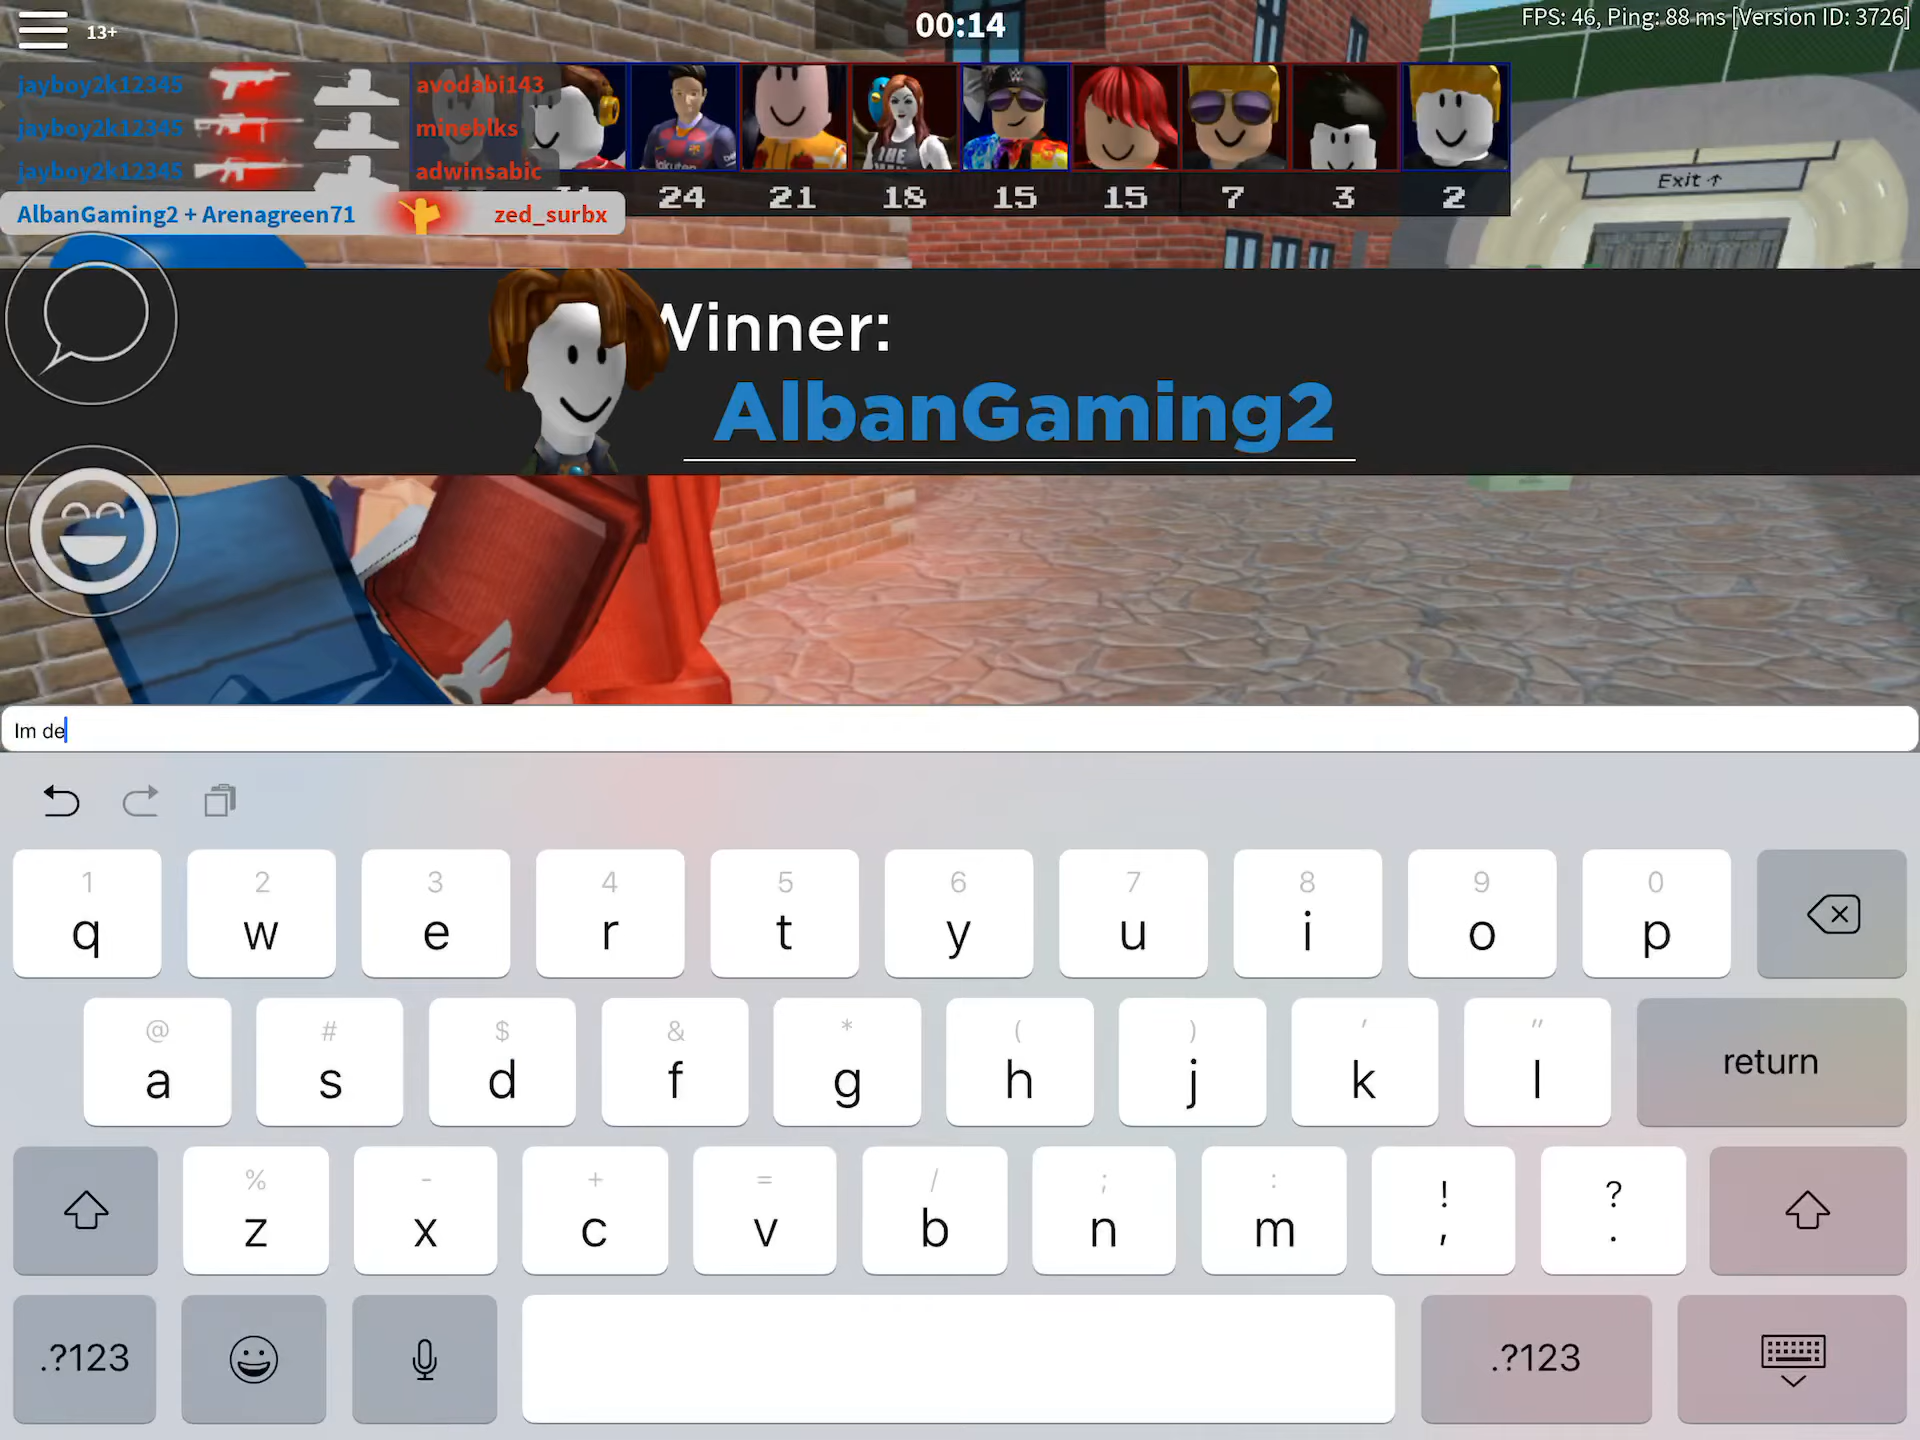 13+
00:14
FPS: 46, Ping: 88 ms [Version ID: 3726]
jayboy2k12345 avodabi143
jayboy2k12345 mineblks
jayboy2k12345 adwinsabic
AlbanGaming2 + Arenagreen71 zed_surbx
24 21 18 15 15 7 3 2
THE
Exit ↑
Winner:
AlbanGaming2
Im de
1 2 3 4 5 6 7 8 9 0
q w e r t y u i o p
@ # $ & * ( ) ' "
a s d f g h j k l return
% - + = / ; : ! ?
z x c v b n m , .
.?123 .?123